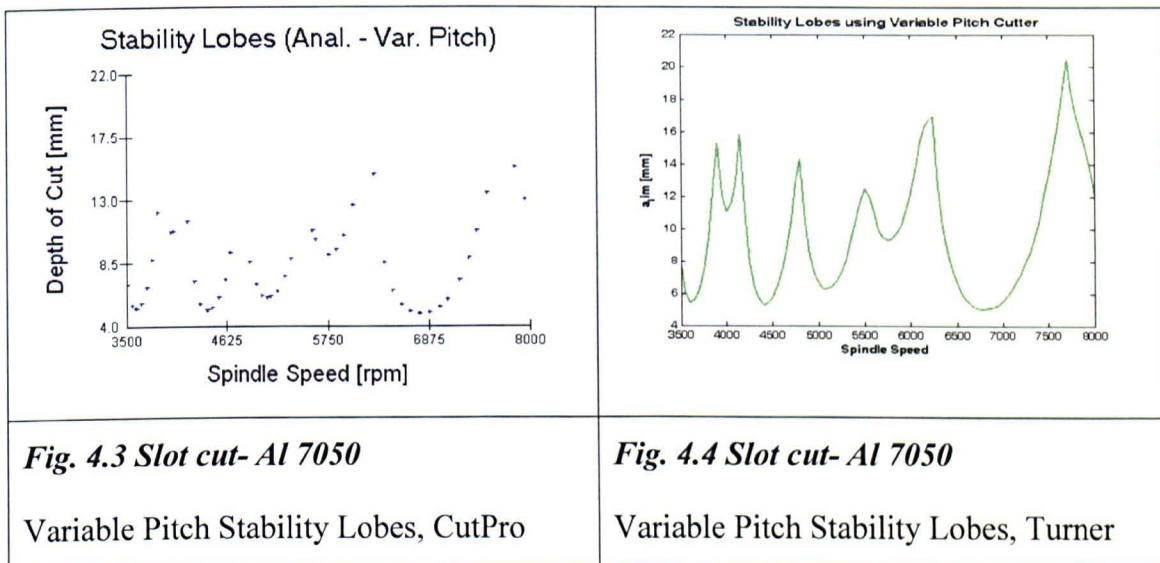 Stability Lobes (Anal. - Var. Pitch)
22.0
17.5
13.0
8.5
4.0
Depth of Cut [mm]
3500 4625 5750 6875 8000
Spindle Speed [rpm]
Stability Lobes using Variable Pitch Cutter
22
20
18
16
14
12
10
8
6
4
a_lim [mm]
3500 4000 4500 5000 5500 6000 6500 7000 7500 8000
Spindle Speed
Fig. 4.3 Slot cut- Al 7050
Variable Pitch Stability Lobes, CutPro
Fig. 4.4 Slot cut- Al 7050
Variable Pitch Stability Lobes, Turner